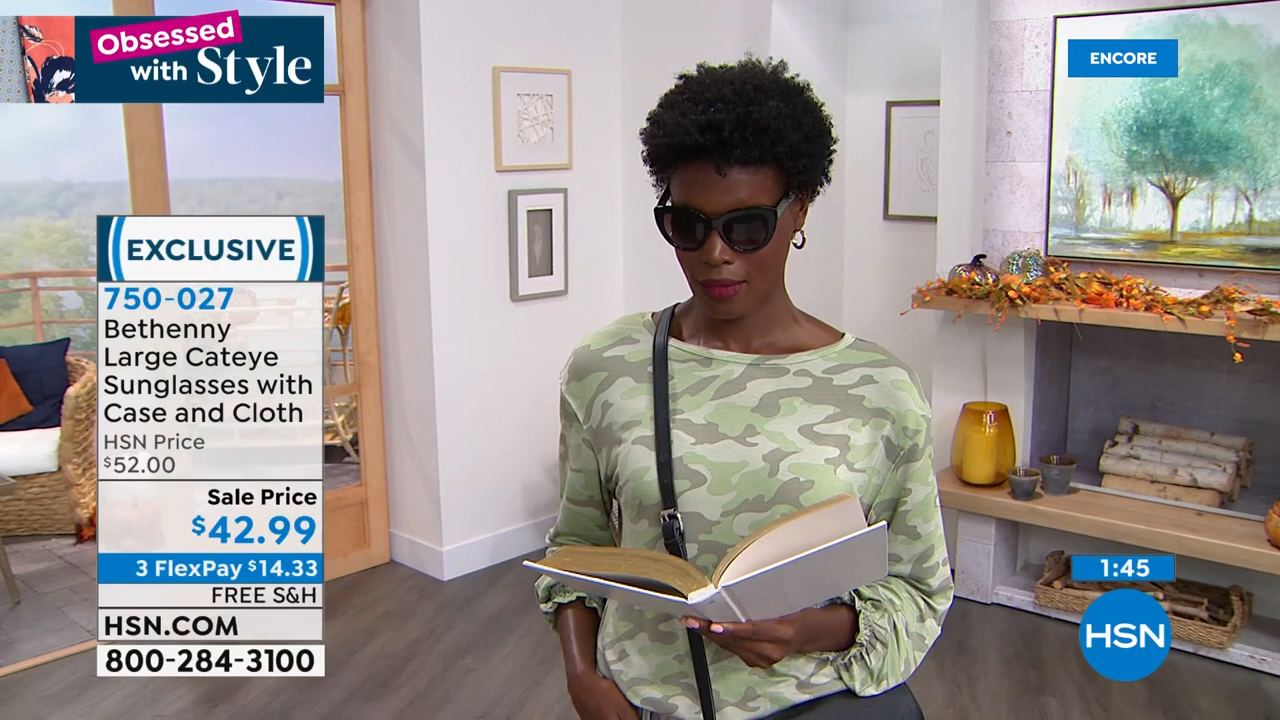 Obsessed
with Style
ENCORE
EXCLUSIVE
750-027
Bethenny
Large Cateye
Sunglasses with
Case and Cloth
HSN Price
$52.00
Sale Price
$42.99
3 FlexPay $14.33
FREE S&H
HSN.COM
800-284-3100
1:45
HSN